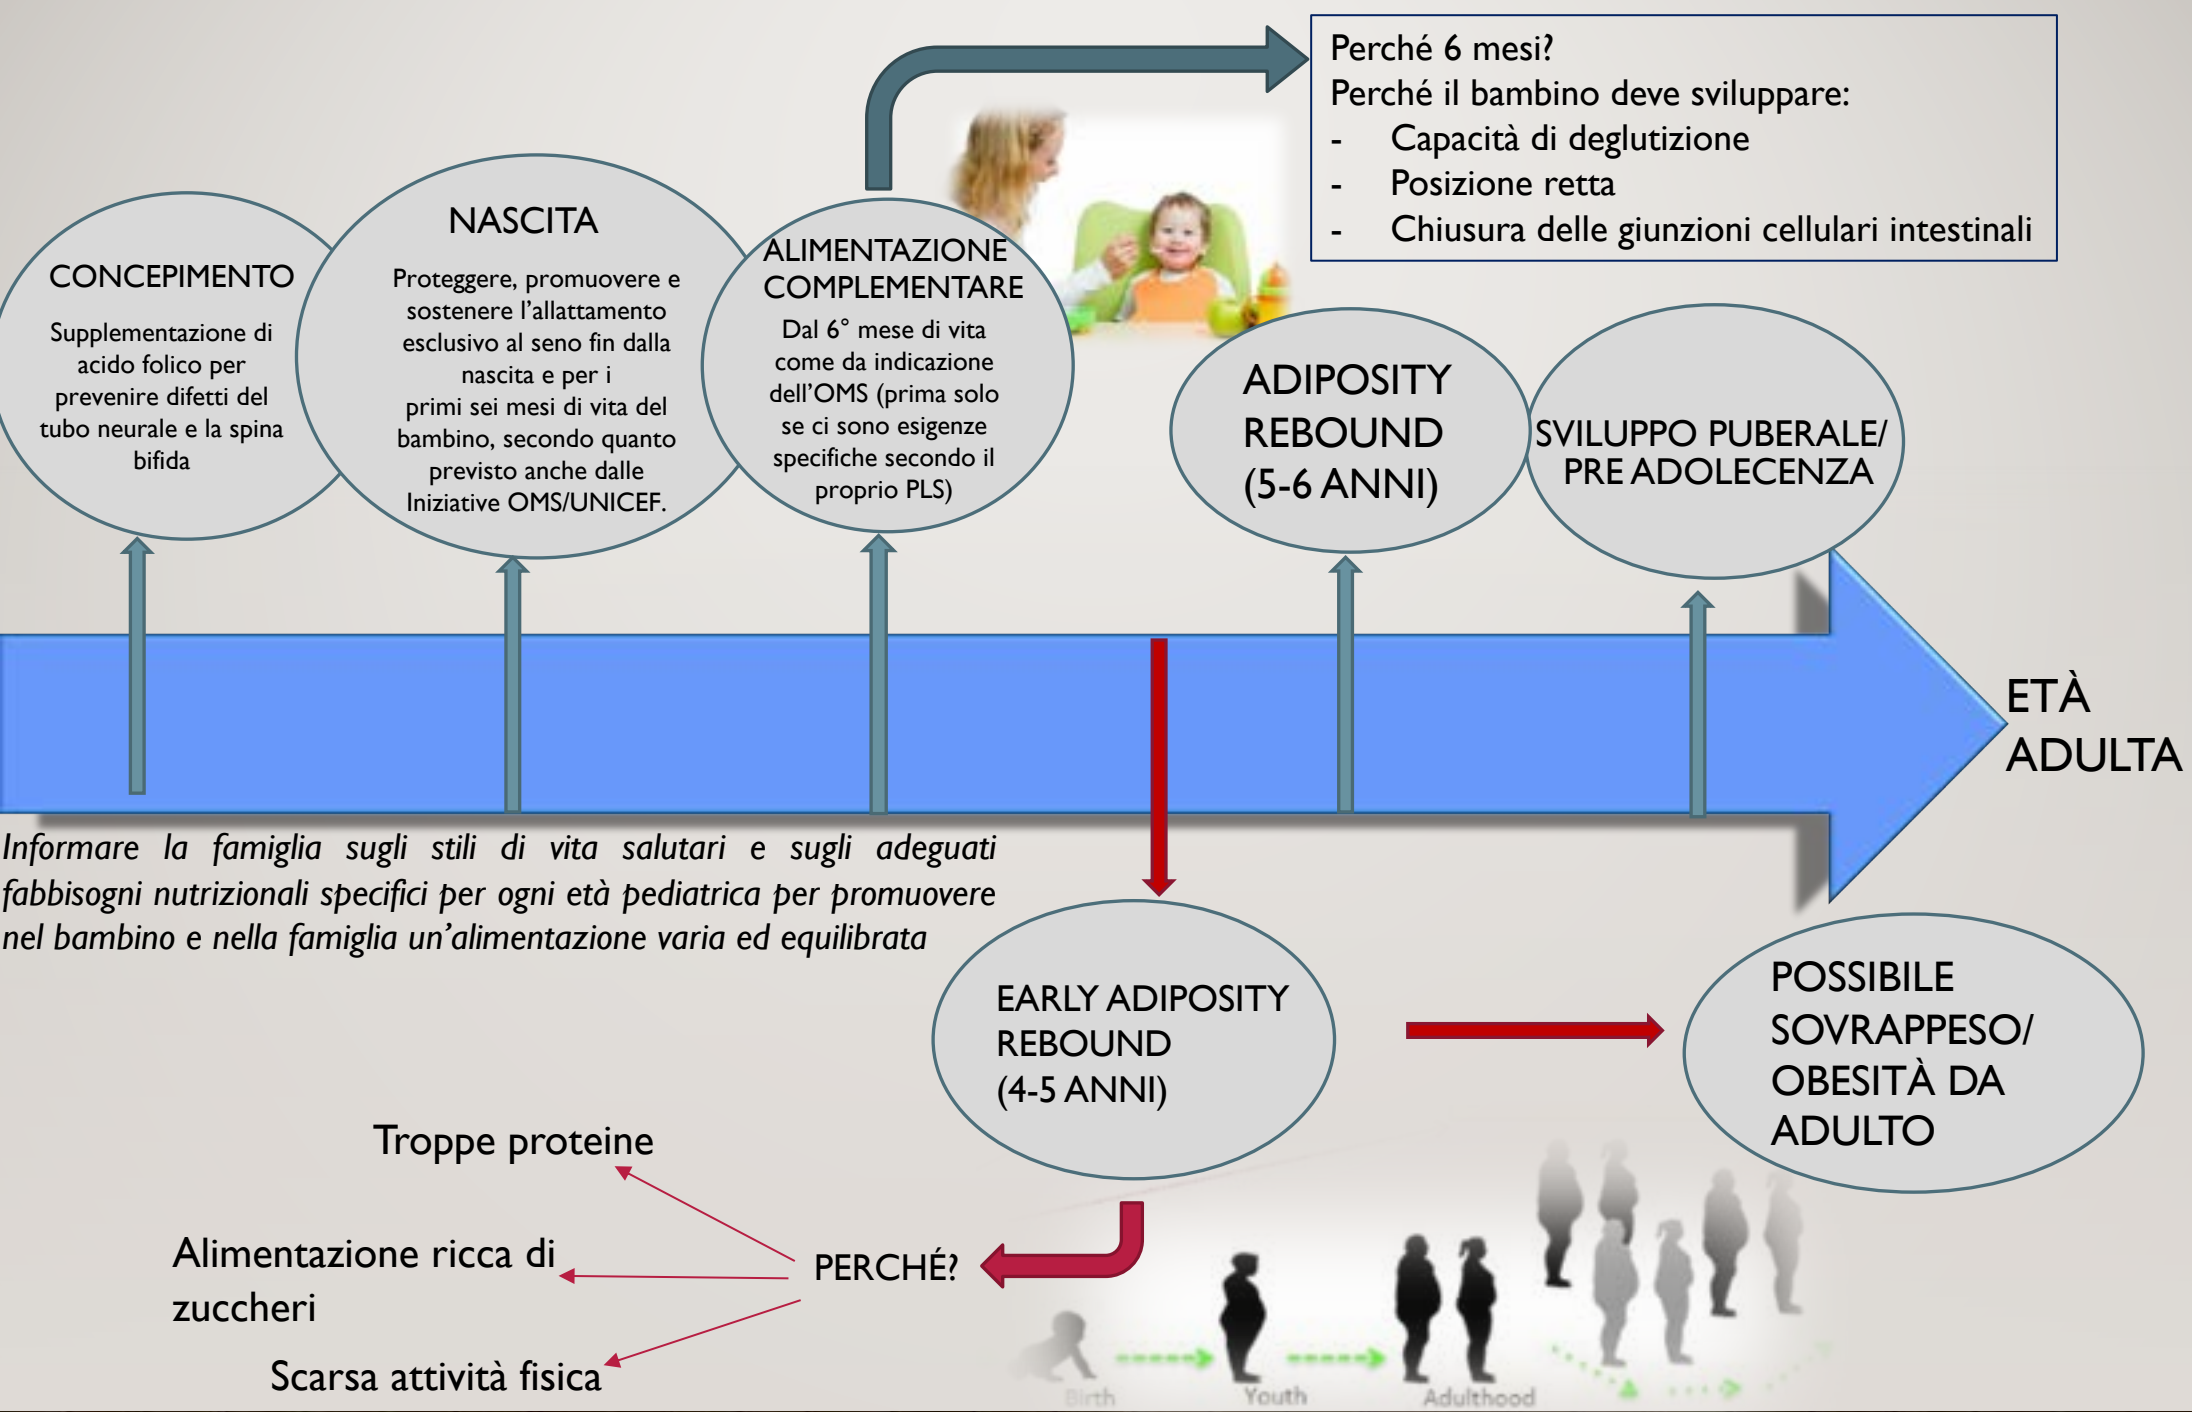 Perché 6 mesi?
Perché il bambino deve sviluppare:
- Capacità di deglutizione
- Posizione retta
- Chiusura delle giunzioni cellulari intestinali
CONCEPIMENTO
Supplementazione di
acido folico per
prevenire difetti del
tubo neurale e la spina
bifida
NASCITA
Proteggere, promuovere e
sostenere l'allattamento
esclusivo al seno fin dalla
nascita e per i
primi sei mesi di vita del
bambino, secondo quanto
previsto anche dalle
Iniziative OMS/UNICEF.
ALIMENTAZIONE
COMPLEMENTARE
Dal 6° mese di vita
come da indicazione
dell'OMS (prima solo
se ci sono esigenze
specifiche secondo il
proprio PLS)
ADIPOSITY
REBOUND
(5-6 ANNI)
SVILUPPO PUBERALE/
PRE ADOLECENZA
ETÀ
ADULTA
Informare la famiglia sugli stili di vita salutari e sugli adeguati
fabbisogni nutrizionali specifici per ogni età pediatrica per promuovere
nel bambino e nella famiglia un'alimentazione varia ed equilibrata
EARLY ADIPOSITY
REBOUND
(4-5 ANNI)
POSSIBILE
SOVRAPPESO/
OBESITÀ DA
ADULTO
PERCHÉ?
Troppe proteine
Alimentazione ricca di
zuccheri
Scarsa attività fisica
Birth
Youth
Adulthood